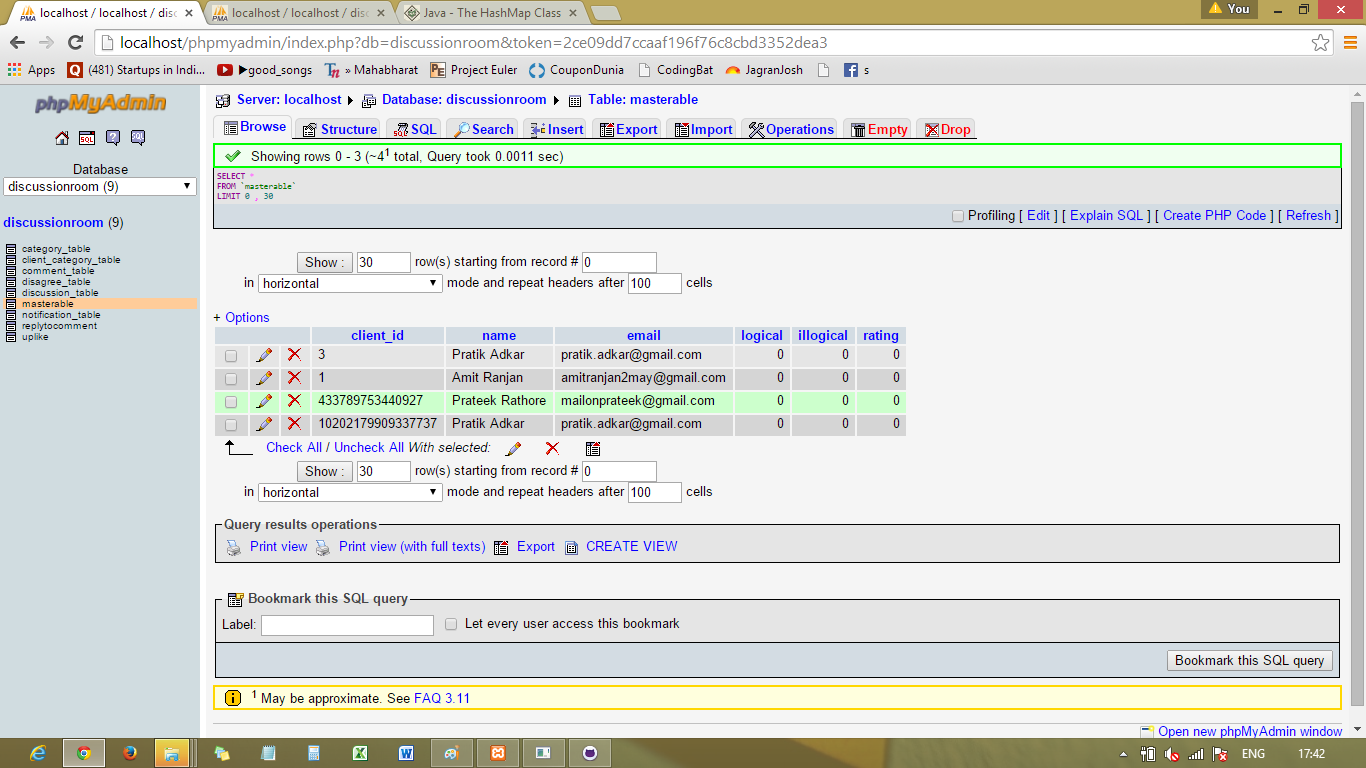 localhost / localhost / disc
localhost / localhost / disc
Java - The HashMap Class
You
localhost/phpmyadmin/index.php?db=discussionroom&token=2ce09dd7ccaaf196f76c8cbd3352dea3
Apps (481) Startups in Indi... ▶good_songs » Mahabharat Project Euler CouponDunia CodingBat JagranJosh s
phpMyAdmin
Database
discussionroom (9)
discussionroom (9)
category_table
client_category_table
comment_table
disagree_table
discussion_table
masterable
notification_table
replytocomment
uplike
Server: localhost Database: discussionroom Table: masterable
Browse Structure SQL Search Insert Export Import Operations Empty Drop
Showing rows 0 - 3 (~4¹ total, Query took 0.0011 sec)
SELECT *
FROM `masterable`
LIMIT 0 , 30
Profiling [ Edit ] [ Explain SQL ] [ Create PHP Code ] [ Refresh ]
Show : 30 row(s) starting from record # 0
in horizontal mode and repeat headers after 100 cells
+ Options
client_id name email logical illogical rating
3 Pratik Adkar pratik.adkar@gmail.com 0 0 0
1 Amit Ranjan amitranjan2may@gmail.com 0 0 0
433789753440927 Prateek Rathore mailonprateek@gmail.com 0 0 0
10202179909337737 Pratik Adkar pratik.adkar@gmail.com 0 0 0
Check All / Uncheck All With selected:
Show : 30 row(s) starting from record # 0
in horizontal mode and repeat headers after 100 cells
Query results operations
Print view Print view (with full texts) Export CREATE VIEW
Bookmark this SQL query
Label: Let every user access this bookmark
Bookmark this SQL query
¹ May be approximate. See FAQ 3.11
Open new phpMyAdmin window
ENG 17:42